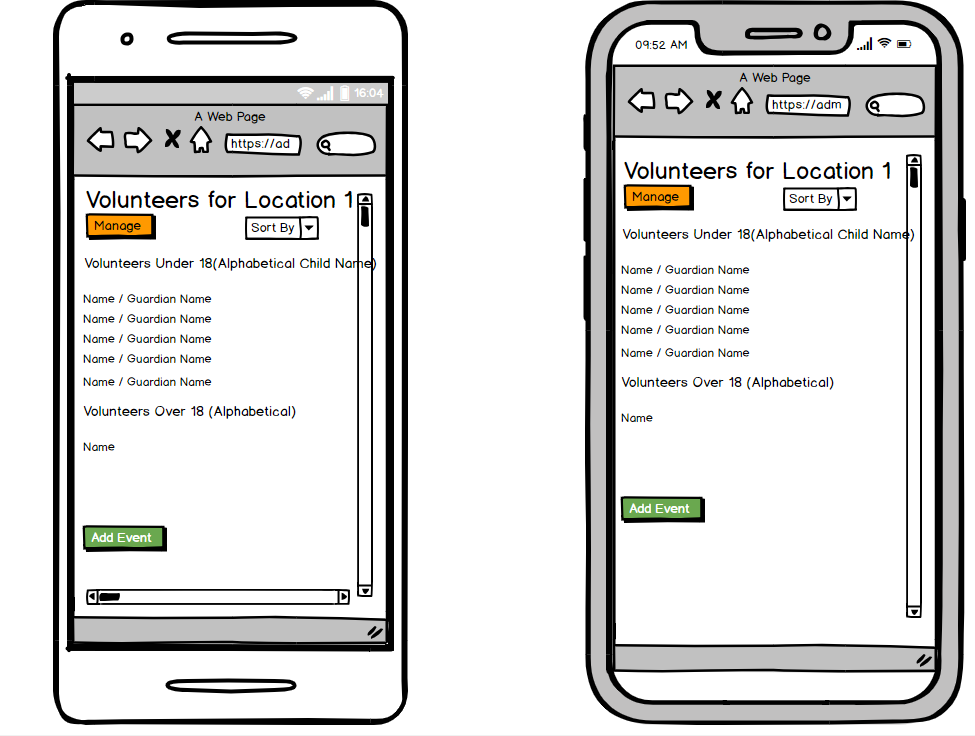 16:04
A Web Page
https://ad
Volunteers for Location 1
Manage
Sort By
Volunteers Under 18(Alphabetical Child Name)
Name / Guardian Name
Name / Guardian Name
Name / Guardian Name
Name / Guardian Name
Name / Guardian Name
Volunteers Over 18 (Alphabetical)
Name
Add Event
09:52 AM
A Web Page
https://adm
Volunteers for Location 1
Manage
Sort By
Volunteers Under 18(Alphabetical Child Name)
Name / Guardian Name
Name / Guardian Name
Name / Guardian Name
Name / Guardian Name
Name / Guardian Name
Volunteers Over 18 (Alphabetical)
Name
Add Event